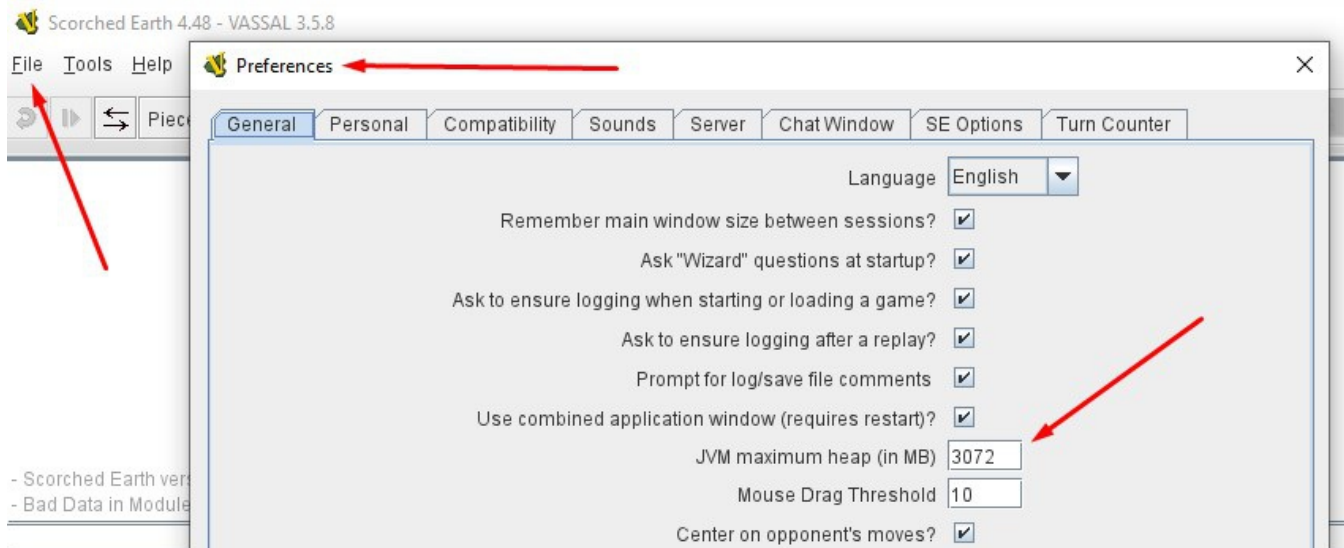 Scorched Earth 4.48 - VASSAL 3.5.8
File Tools Help
Preferences
General Personal Compatibility Sounds Server Chat Window SE Options Turn Counter
Language English
Remember main window size between sessions?
Ask "Wizard" questions at startup?
Ask to ensure logging when starting or loading a game?
Ask to ensure logging after a replay?
Prompt for log/save file comments
Use combined application window (requires restart)?
JVM maximum heap (in MB) 3072
Mouse Drag Threshold 10
Center on opponent's moves?
- Scorched Earth
- Bad Data in Module